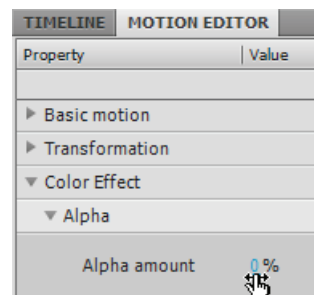 TIMELINE MOTION EDITOR
Property Value
Basic motion
Transformation
Color Effect
Alpha
Alpha amount 0 %